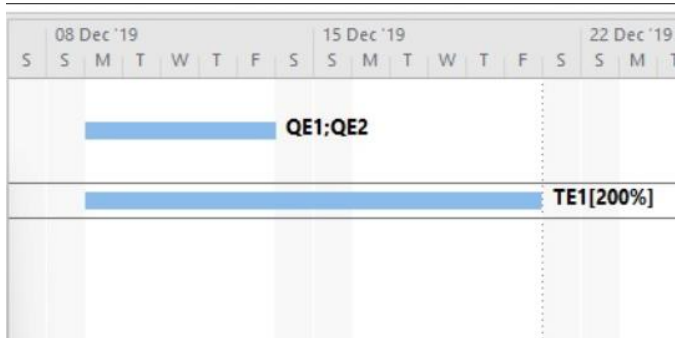 08 Dec '19 15 Dec '19 22 Dec '19
S S M T W T F S S M T W T F S S M
QE1;QE2
TE1[200%]